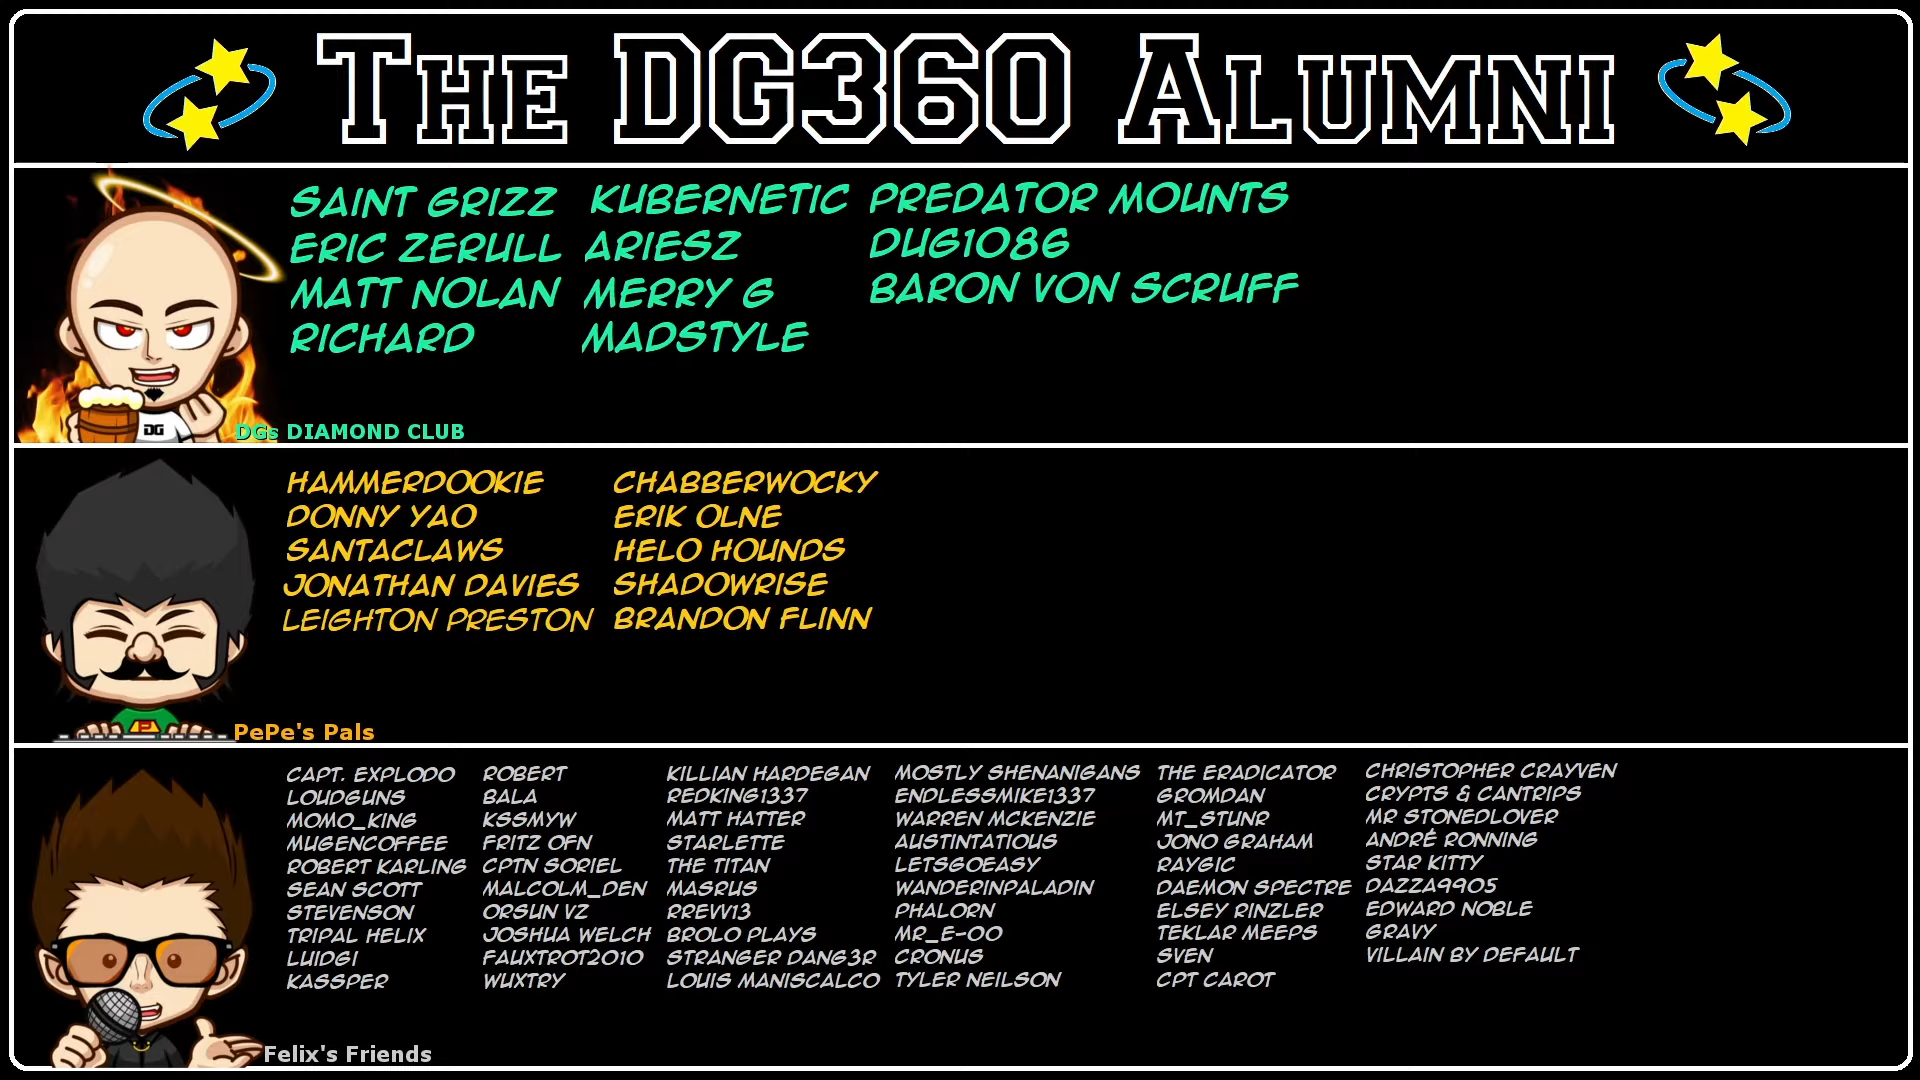 The DG360 Alumni
SAINT GRIZZ
ERIC ZERULL
MATT NOLAN
RICHARD
KUBERNETIC
ARIESZ
MERRY G
MADSTYLE
PREDATOR MOUNTS
DUG1086
BARON VON SCRUFF
DG
DGs DIAMOND CLUB
HAMMERDOOKIE
DONNY YAO
SANTACLAWS
JONATHAN DAVIES
LEIGHTON PRESTON
CHABBERWOCKY
ERIK OLNE
HELO HOUNDS
SHADOWRISE
BRANDON FLINN
P
PePe's Pals
CAPT. EXPLODO
LOUDGUNS
MOMO_KING
MUGENCOFFEE
ROBERT KARLING
SEAN SCOTT
STEVENSON
TRIPAL HELIX
LUIDGI
KASSPER
ROBERT
BALA
KSSMYW
FRITZ OFN
CPTN SORIEL
MALCOLM_DEN
ORSUN VZ
JOSHUA WELCH
FAUXTROT2010
WUXTRY
KILLIAN HARDEGAN
REDKING1337
MATT HATTER
STARLETTE
THE TITAN
MASRUS
RREVV13
BROLO PLAYS
STRANGER DANG3R
LOUIS MANISCALCO
MOSTLY SHENANIGANS
ENDLESSMIKE1337
WARREN MCKENZIE
AUSTINTATIOUS
LETSGOEASY
WANDERINPALADIN
PHALORN
MR_E-OO
CRONUS
TYLER NEILSON
THE ERADICATOR
GROMDAN
MT_STUNR
JONO GRAHAM
RAYGIC
DAEMON SPECTRE
ELSEY RINZLER
TEKLAR MEEPS
SVEN
CPT CAROT
CHRISTOPHER CRAYVEN
CRYPTS & CANTRIPS
MR STONEDLOVER
ANDRÉ RONNING
STAR KITTY
DAZZA9905
EDWARD NOBLE
GRAVY
VILLAIN BY DEFAULT
Felix's Friends